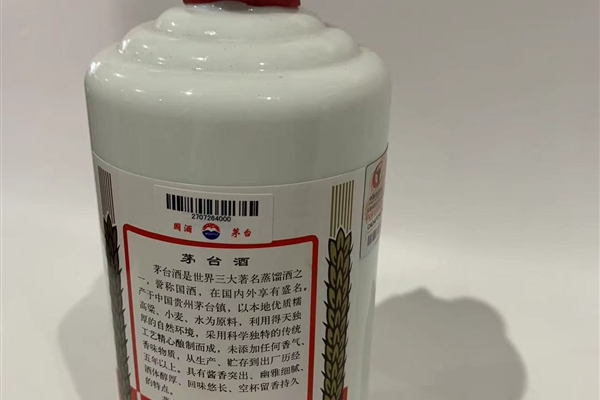 2707264000
国酒 茅台
茅台酒
茅台酒是世界三大著名蒸馏酒之
一，誉称国酒，在国内外享有盛名。
产于中国贵州茅台镇，以本地优质糯
高粱、小麦、水为原料，利用得天独
厚的自然环境，采用科学独特的传统
工艺精心酿制而成，未添加任何香气、
香味物质，从生产、贮存到出厂历经
五年以上。具有酱香突出、幽雅细腻、
酒体醇厚、回味悠长、空杯留香持久
的特点。